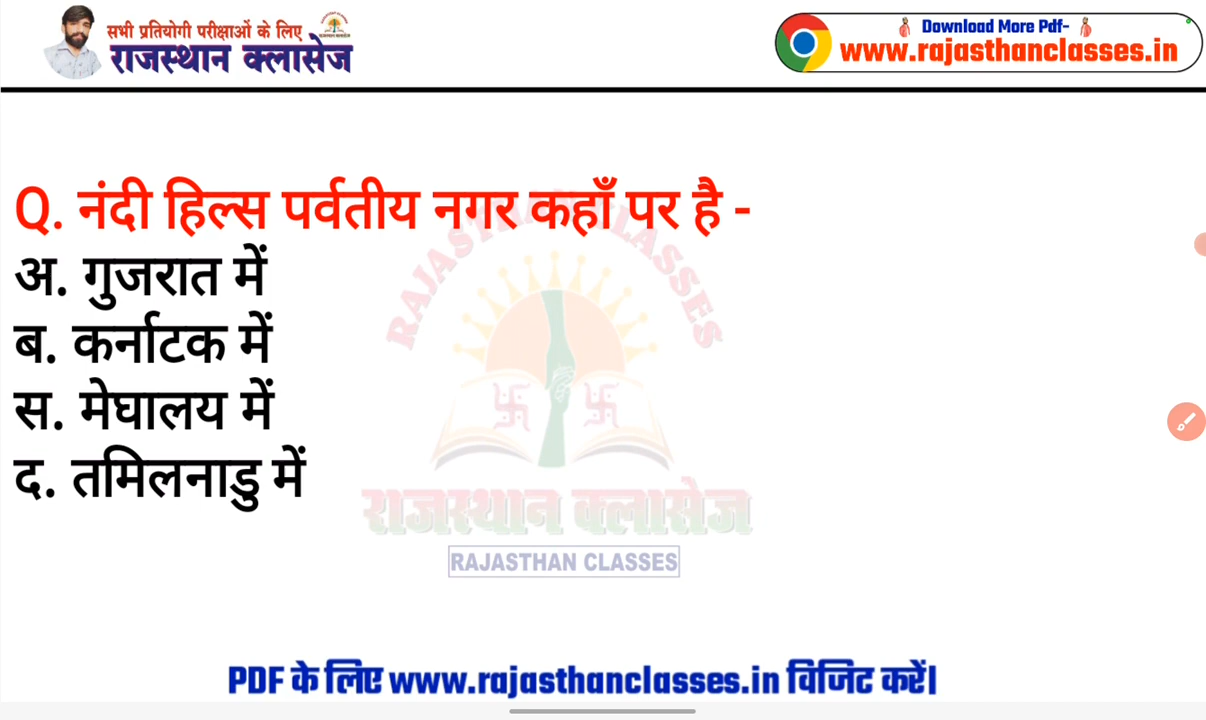 सभी प्रतियोगी परीक्षाओं के लिए
राजस्थान क्लासेज
Download More Pdf-
www.rajasthanclasses.in
Q. नंदी हिल्स पर्वतीय नगर कहाँ पर है -
अ. गुजरात में
ब. कर्नाटक में
स. मेघालय में
द. तमिलनाडु में
RAJASTHAN CLASSES
राजस्थान क्लासेज
RAJASTHAN CLASSES
PDF के लिए www.rajasthanclasses.in विजिट करें।